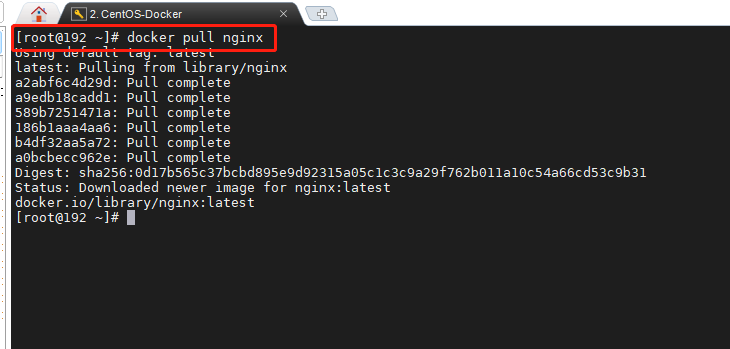 2. CentOS-Docker
[root@192 ~]# docker pull nginx
Using default tag: latest
latest: Pulling from library/nginx
a2abf6c4d29d: Pull complete
a9edb18cadd1: Pull complete
589b7251471a: Pull complete
186b1aaa4aa6: Pull complete
b4df32aa5a72: Pull complete
a0bcbecc962e: Pull complete
Digest: sha256:0d17b565c37bcbd895e9d92315a05c1c3c9a29f762b011a10c54a66cd53c9b31
Status: Downloaded newer image for nginx:latest
docker.io/library/nginx:latest
[root@192 ~]#